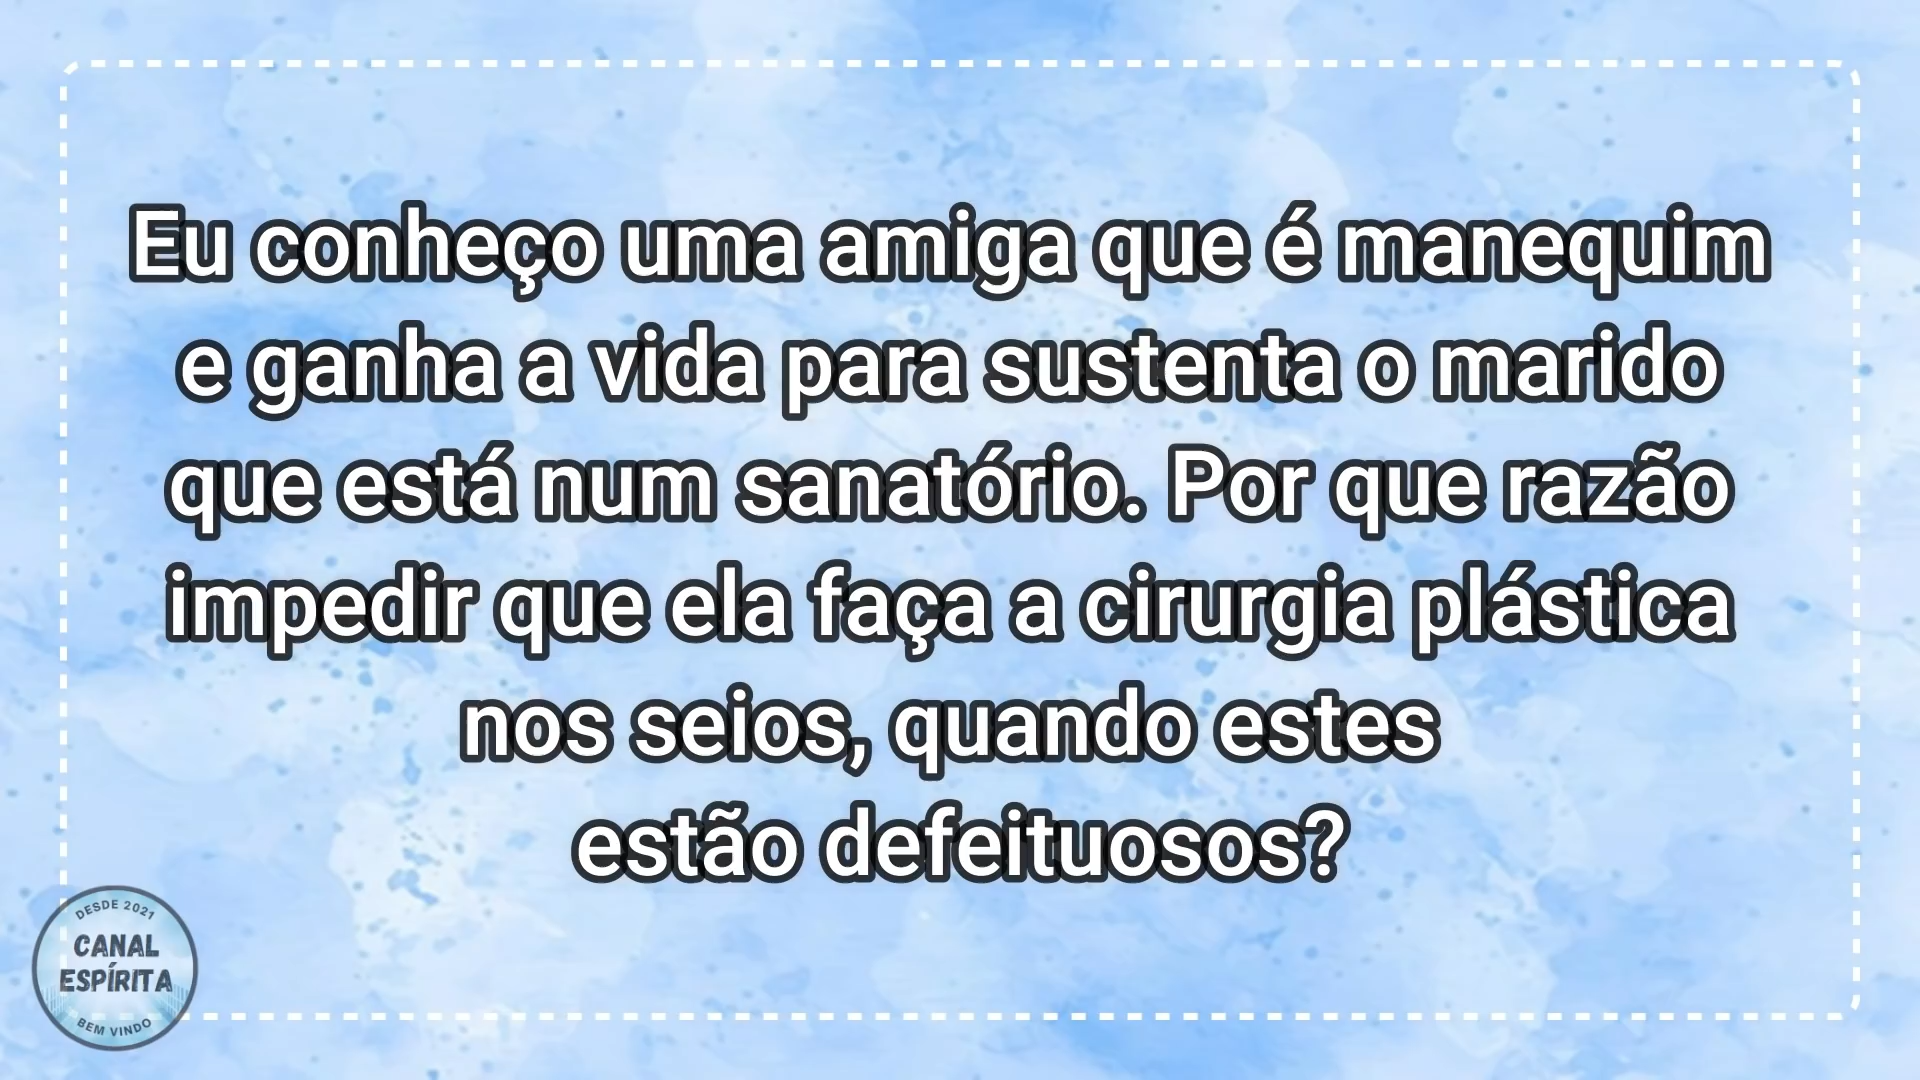 Eu conheço uma amiga que é manequim
e ganha a vida para sustenta o marido
que está num sanatório. Por que razão
impedir que ela faça a cirurgia plástica
nos seios, quando estes
estão defeituosos?
DESDE 2021
CANAL
ESPÍRITA
BEM VINDO